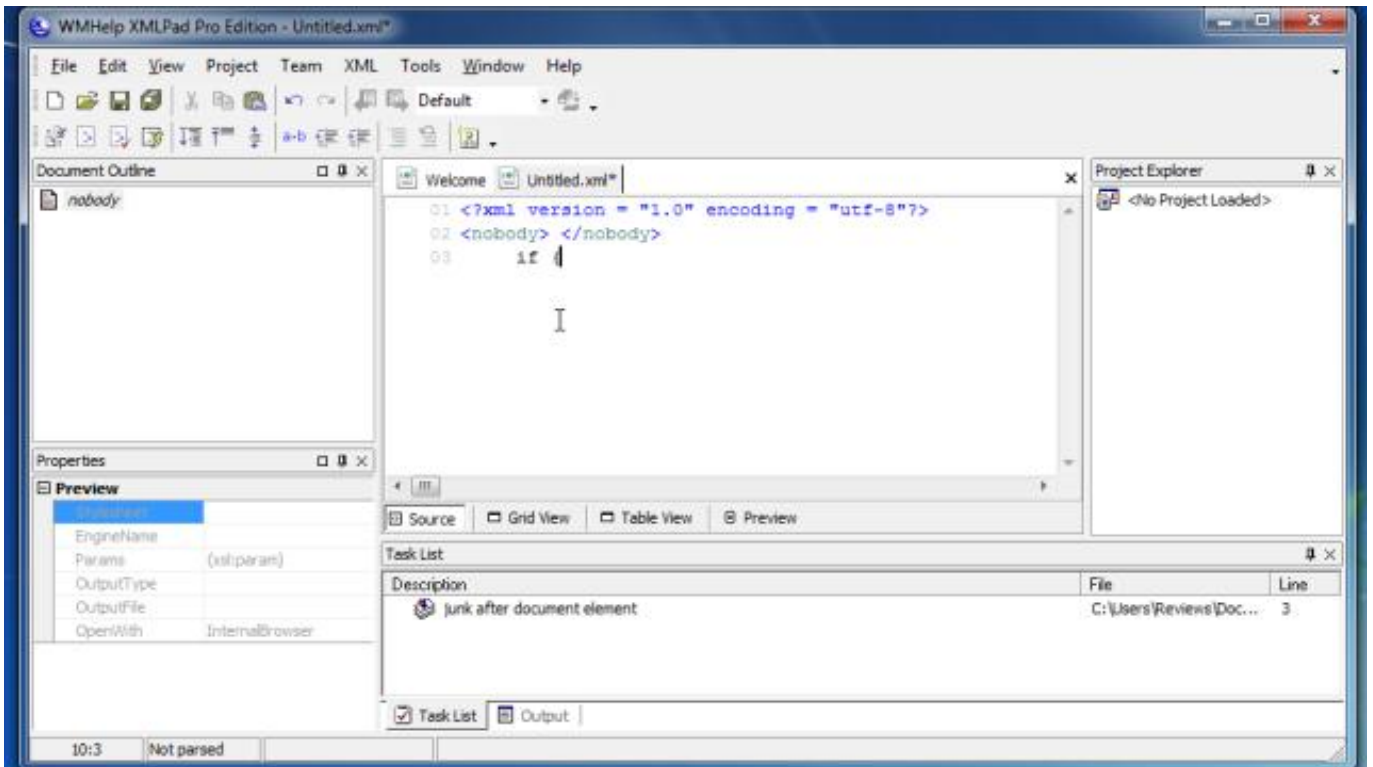 WMHelp XMLPad Pro Edition - Untitled.xml*
File Edit View Project Team XML Tools Window Help
Default
a-b
Document Outline
nobody
Welcome Untitled.xml*
01 <?xml version = "1.0" encoding = "utf-8"?>
02 <nobody> </nobody>
03 if {
Project Explorer
<No Project Loaded>
Properties
Preview
Stylesheet
EngineName
Params (xsl:param)
OutputType
OutputFile
OpenWith InternalBrowser
Source Grid View Table View Preview
Task List
Description File Line
junk after document element C:\Users\Reviews\Doc... 3
Task List Output
10:3 Not parsed